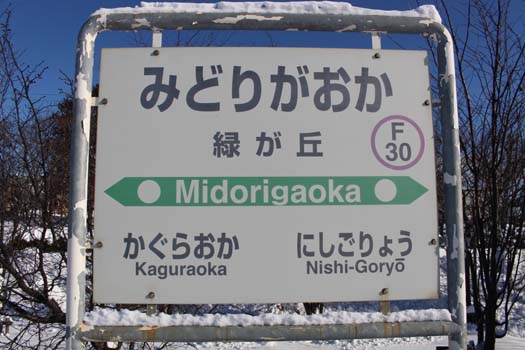 みどりがおか
緑が丘
F
30
Midorigaoka
かぐらおか
Kaguraoka
にしごりょう
Nishi-Goryō